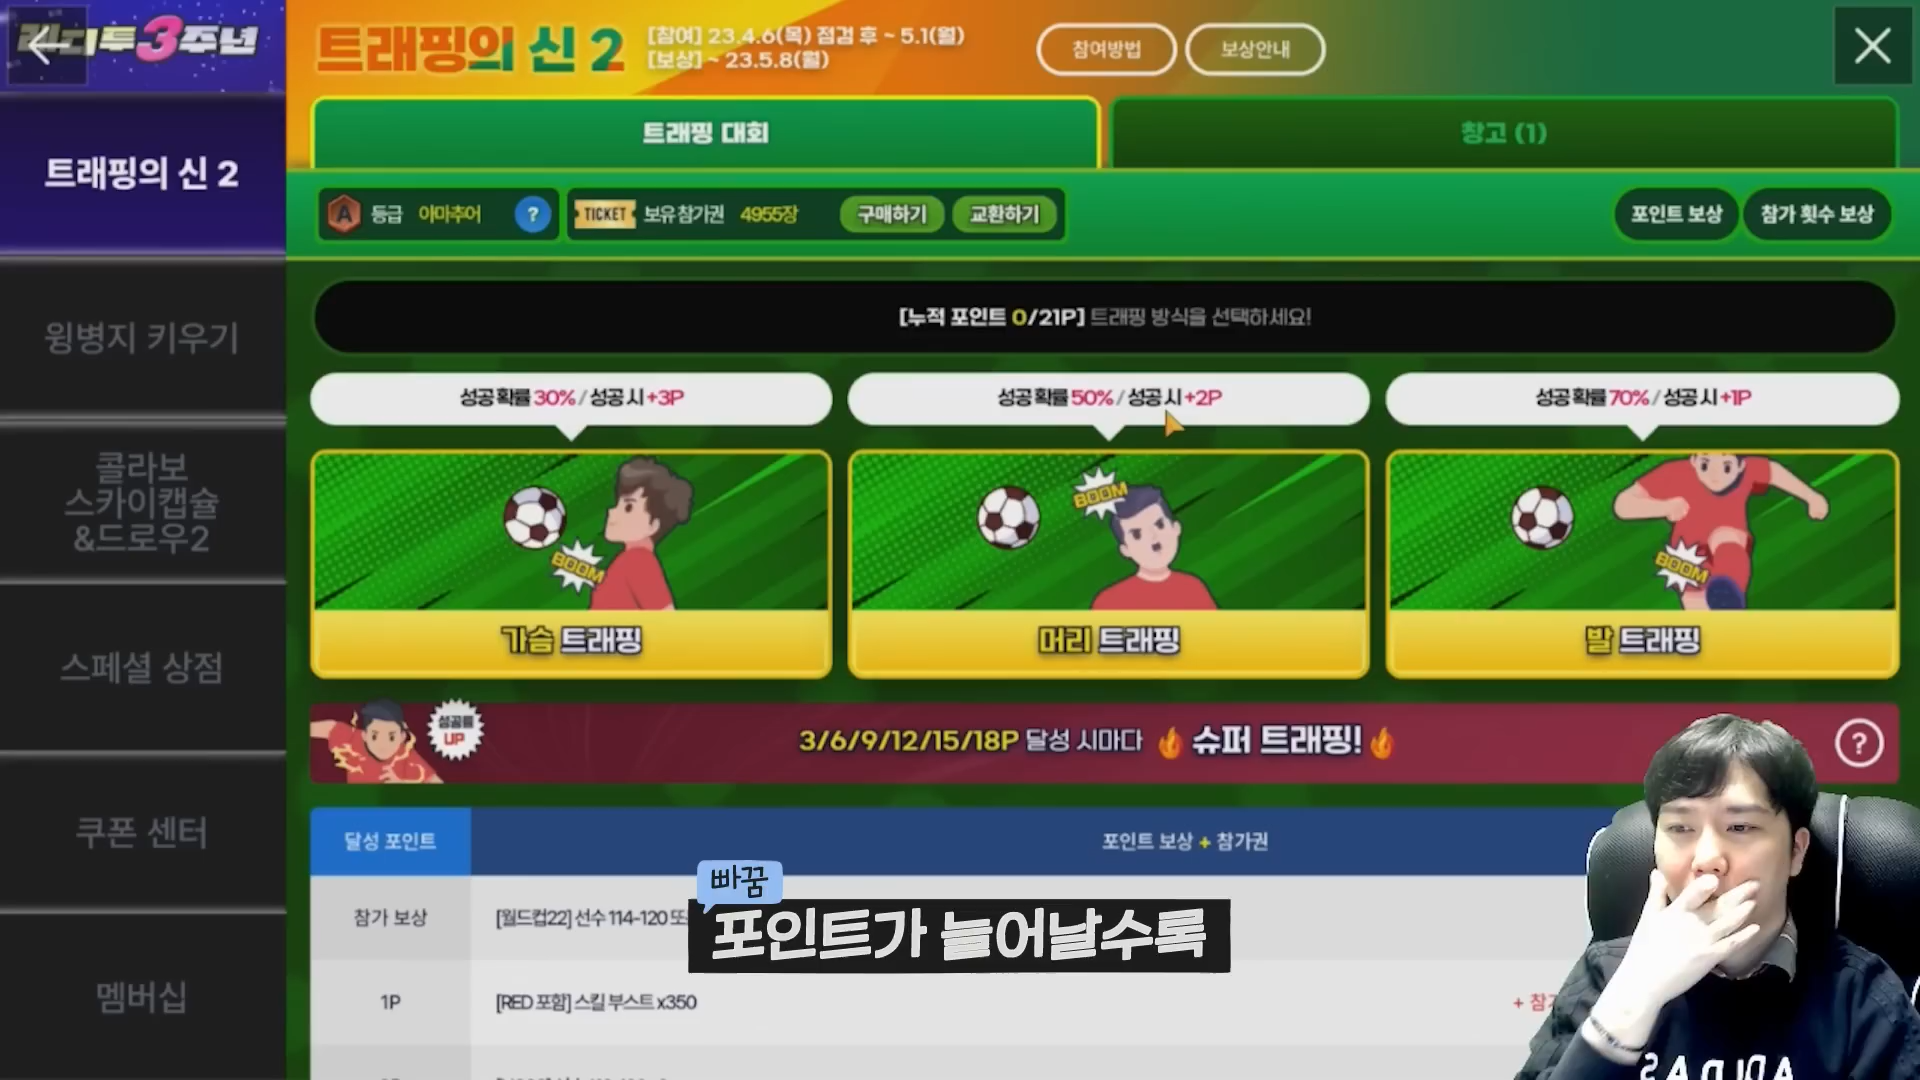 3주년
트래핑의 신 2
[참여] 23.4.6(목) 점검 후 ~ 5.1(월)
[보상] ~ 23.5.8(월)
참여방법
보상안내
트래핑의 신 2
윙병지 키우기
콜라보
스카이캡슐
&드로우2
스페셜 상점
쿠폰 센터
멤버십
트래핑 대회
창고 (1)
A 등급 아마추어 ?
TICKET 보유 참가권 4955장
구매하기
교환하기
포인트 보상
참가 횟수 보상
[누적 포인트 0/21P] 트래핑 방식을 선택하세요!
성공 확률 30% / 성공 시 +3P
성공 확률 50% / 성공 시 +2P
성공 확률 70% / 성공 시 +1P
BOOM
BOOM
BOOM
가슴 트래핑
머리 트래핑
발 트래핑
성공률
UP
3/6/9/12/15/18P 달성 시마다 슈퍼 트래핑!
?
달성 포인트
포인트 보상 + 참가권
참가 보상
[월드컵22] 선수 114-120 또
1P
[RED 포함] 스킬 부스트 x350
+ 참
빠꿈
포인트가 늘어날수록